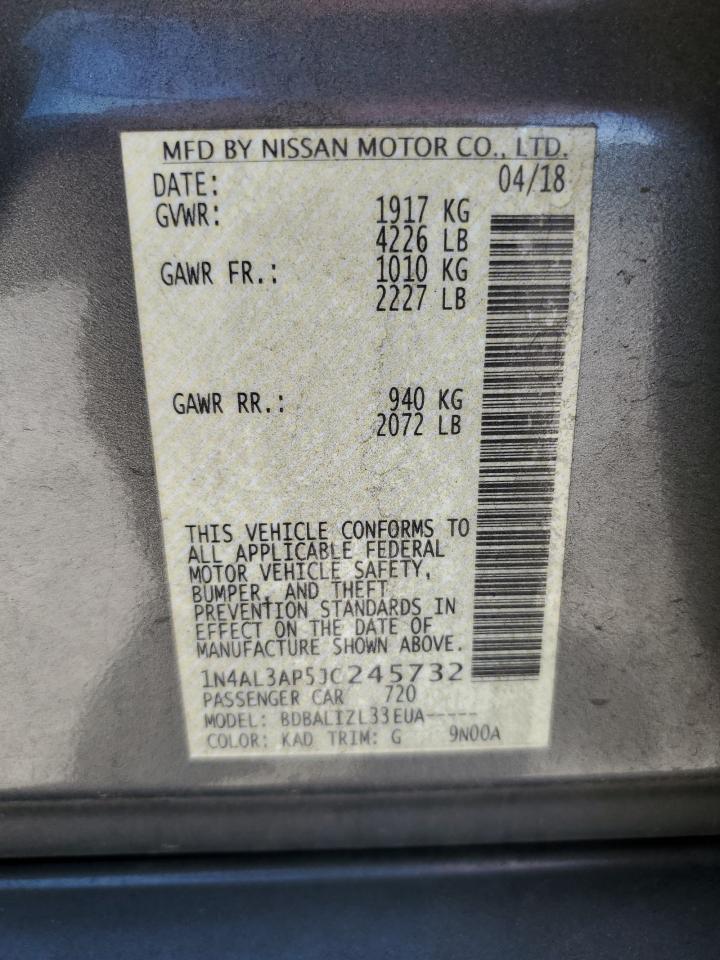 MFD BY NISSAN MOTOR CO., LTD.
DATE: 04/18
GVWR: 1917 KG
4226 LB
GAWR FR.: 1010 KG
2227 LB
GAWR RR.: 940 KG
2072 LB
THIS VEHICLE CONFORMS TO
ALL APPLICABLE FEDERAL
MOTOR VEHICLE SAFETY,
BUMPER, AND THEFT
PREVENTION STANDARDS IN
EFFECT ON THE DATE OF
MANUFACTURE SHOWN ABOVE.
1N4AL3AP5JC245732
PASSENGER CAR 720
MODEL: BDBALIZL33EUA-----
COLOR: KAD TRIM: G 9N00A